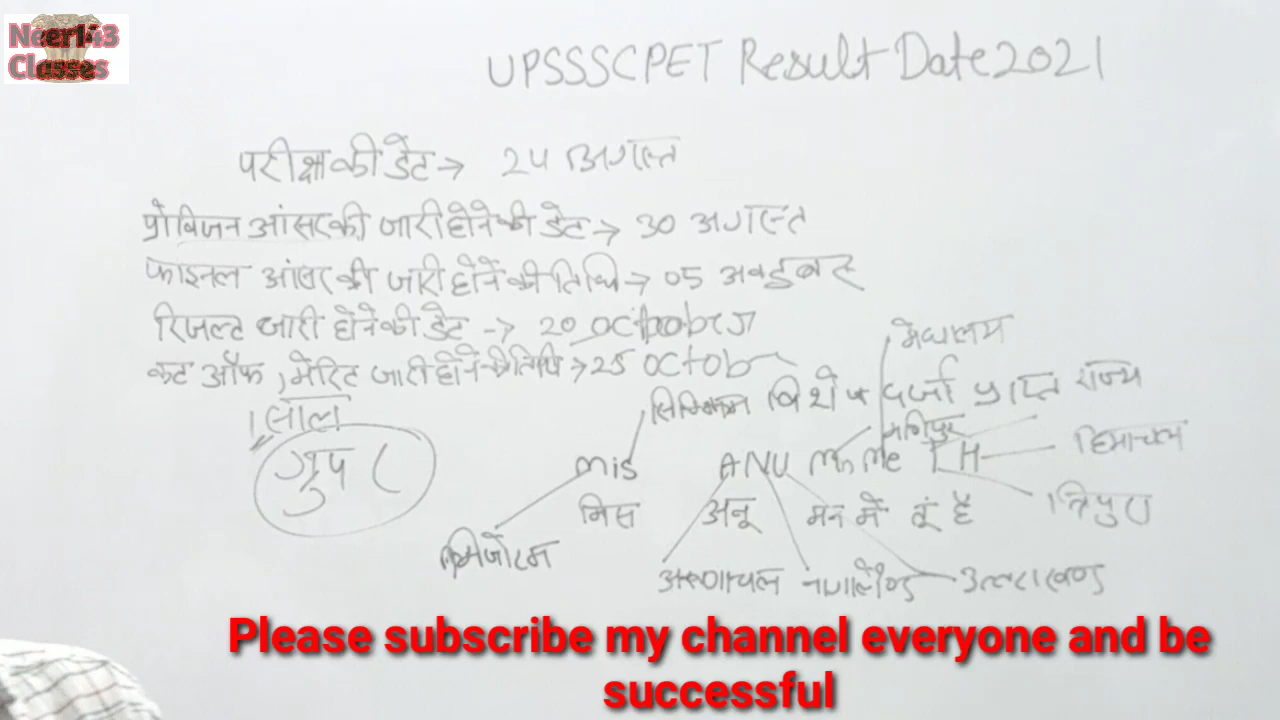 Neer143
Classes
UPSSSCPET Result Date 2021
परीक्षा की डेट → 24 अगस्त
प्रोविजन आंसर की जारी होने की डेट → 30 अगस्त
फाइनल आंसर की जारी होने की तिथि → 05 अक्टूबर
रिजल्ट जारी होने की डेट → 20
कट ऑफ, मेरिट जारी होने की तिथि → 25 Octob
मेघालय
1 साल
सिक्किम विशेष दर्जा प्राप्त राज्य
ग्रुप C
मणिपुर
mis ANU Mn Me T H
हिमाचल
मिस अनू मन में तूं है
त्रिपुरा
मिजोरम
अरुणाचल नागालैण्ड उत्तराखण्ड
Please subscribe my channel everyone and be
successful